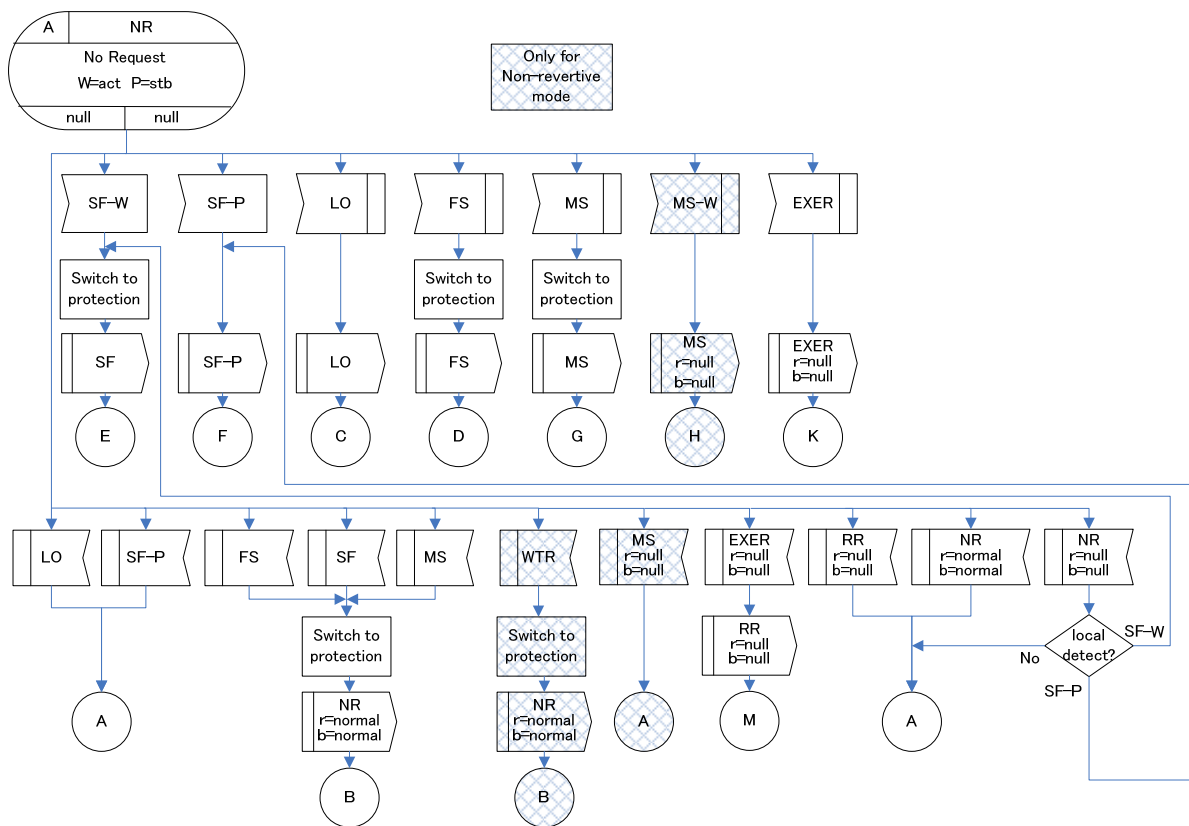 A NR
No Request
W=act P=stb
null null
Only for
Non-revertive
mode
SF-W SF-P LO FS MS MS-W EXER
Switch to
protection
Switch to
protection
Switch to
protection
SF SF-P LO FS MS
MS
r=null
b=null
EXER
r=null
b=null
E F C D G H K
LO SF-P FS SF MS WTR
MS
r=null
b=null
EXER
r=null
b=null
RR
r=null
b=null
NR
r=normal
b=normal
NR
r=null
b=null
Switch to
protection
Switch to
protection
RR
r=null
b=null
local
detect?
SF-W
No
SF-P
NR
r=normal
b=normal
NR
r=normal
b=normal
A A M A
B B